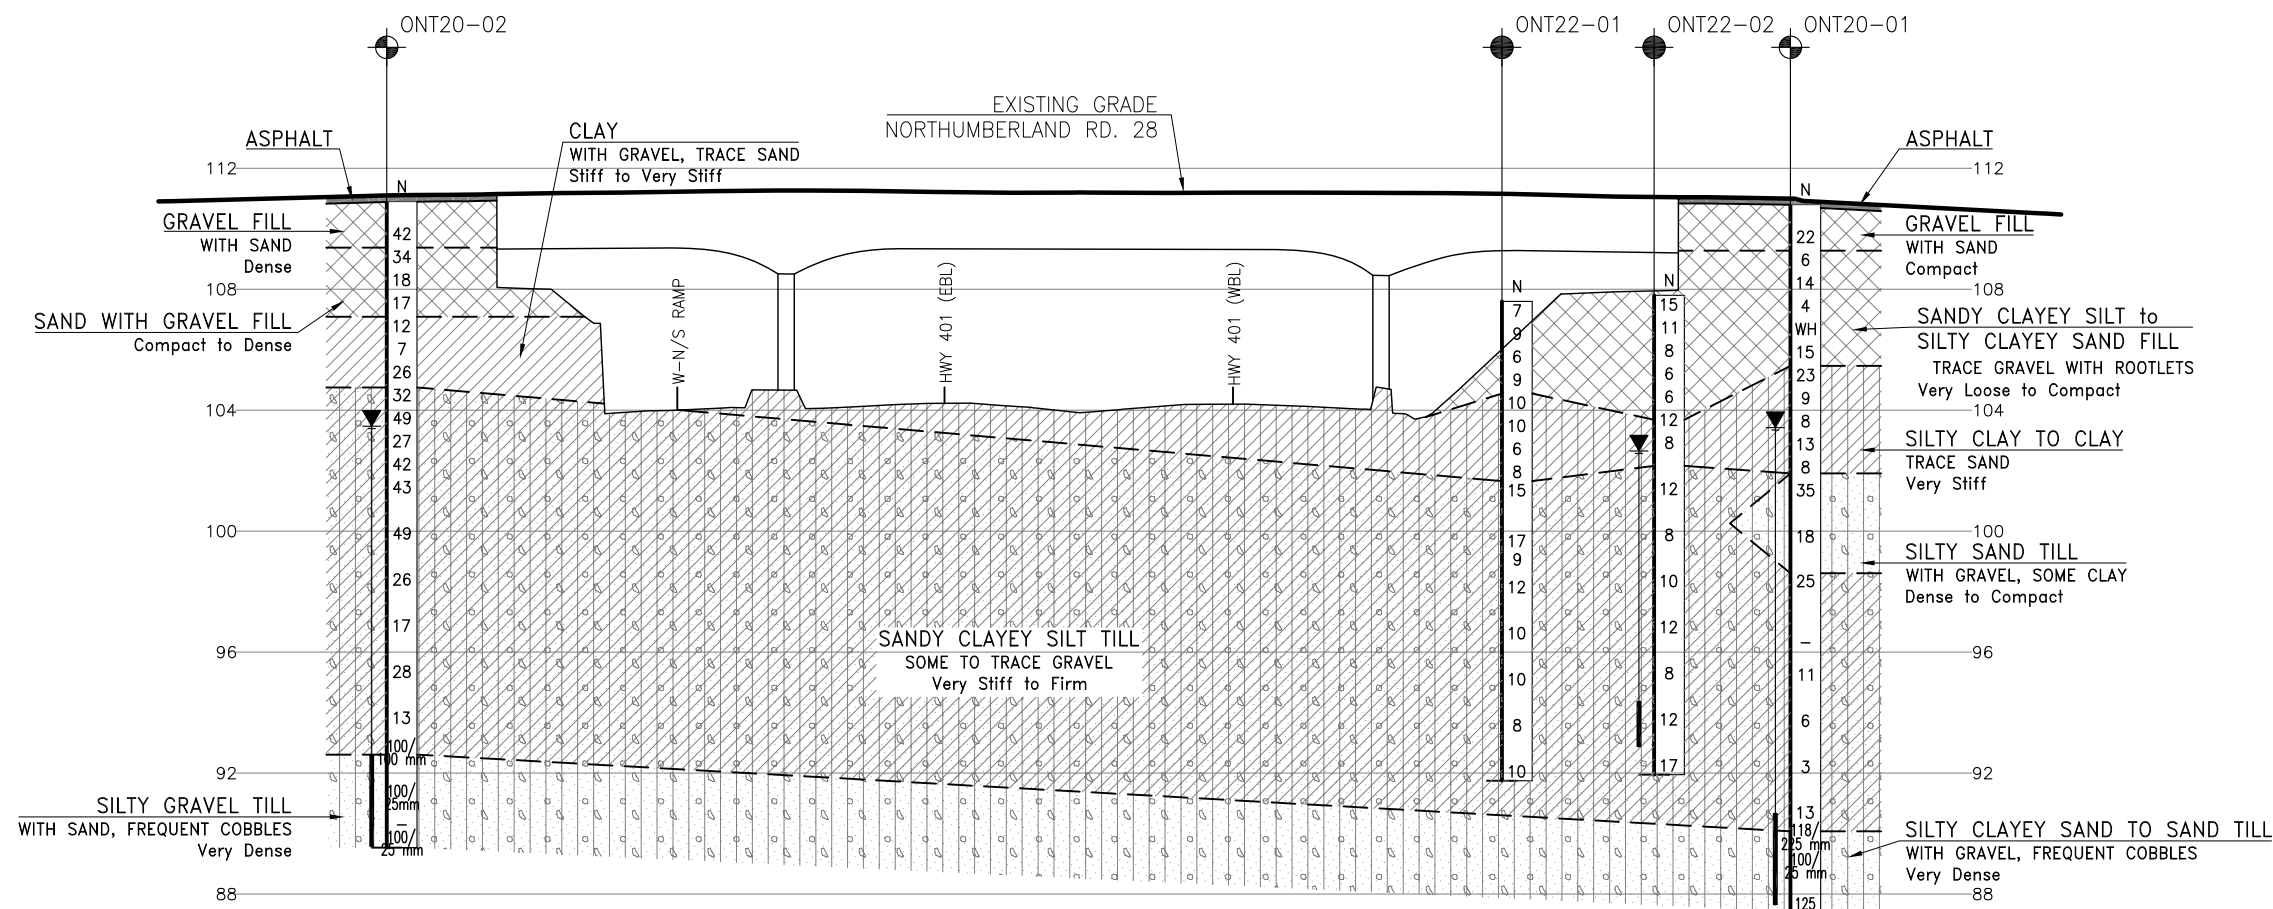 ONT20-02
ONT22-01
ONT22-02
ONT20-01
EXISTING GRADE
NORTHUMBERLAND RD. 28
ASPHALT
CLAY
WITH GRAVEL, TRACE SAND
Stiff to Very Stiff
ASPHALT
112
112
N
N
GRAVEL FILL
WITH SAND
Dense
GRAVEL FILL
WITH SAND
Compact
108
108
SAND WITH GRAVEL FILL
Compact to Dense
SANDY CLAYEY SILT to
SILTY CLAYEY SAND FILL
TRACE GRAVEL WITH ROOTLETS
Very Loose to Compact
W-N/S RAMP
HWY 401 (EBL)
HWY 401 (WBL)
N
N
104
104
SILTY CLAY TO CLAY
TRACE SAND
Very Stiff
100
100
SILTY SAND TILL
WITH GRAVEL, SOME CLAY
Dense to Compact
SANDY CLAYEY SILT TILL
SOME TO TRACE GRAVEL
Very Stiff to Firm
96
96
92
92
SILTY GRAVEL TILL
WITH SAND, FREQUENT COBBLES
Very Dense
SILTY CLAYEY SAND TO SAND TILL
WITH GRAVEL, FREQUENT COBBLES
Very Dense
88
88
42
34
18
17
12
7
26
32
49
27
42
43
49
26
17
28
13
100/
100 mm
100/
25mm
–
100/
25 mm
7
9
6
9
10
10
6
8
15
17
9
12
10
10
8
10
15
11
8
6
6
12
8
12
8
10
12
8
12
17
22
6
14
4
WH
15
23
9
8
13
8
35
18
25
–
11
6
3
13
118/
225 mm
100/
25 mm
125